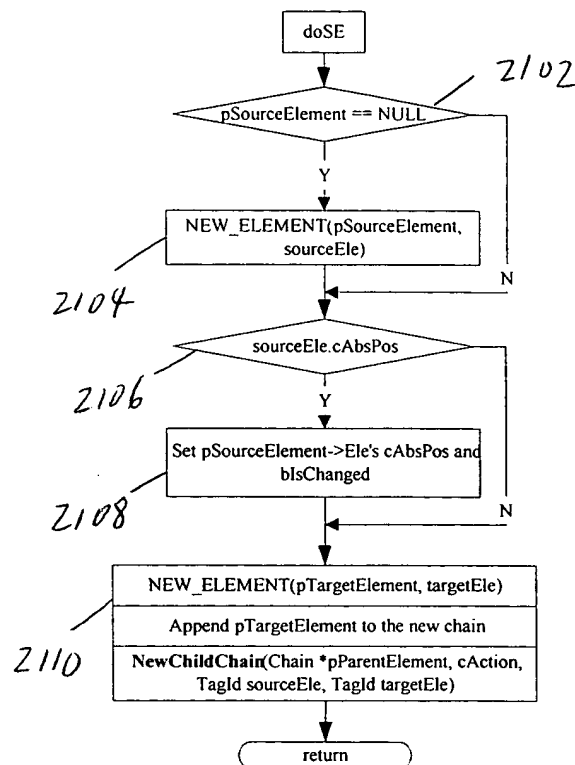 doSE
2102
pSourceElement == NULL
Y
NEW_ELEMENT(pSourceElement,
sourceEle)
N
2104
sourceEle.cAbsPos
2106
Y
Set pSourceElement->Ele's cAbsPos and
bIsChanged
N
2108
NEW_ELEMENT(pTargetElement, targetEle)
Append pTargetElement to the new chain
2110
NewChildChain(Chain *pParentElement, cAction,
TagId sourceEle, TagId targetEle)
return